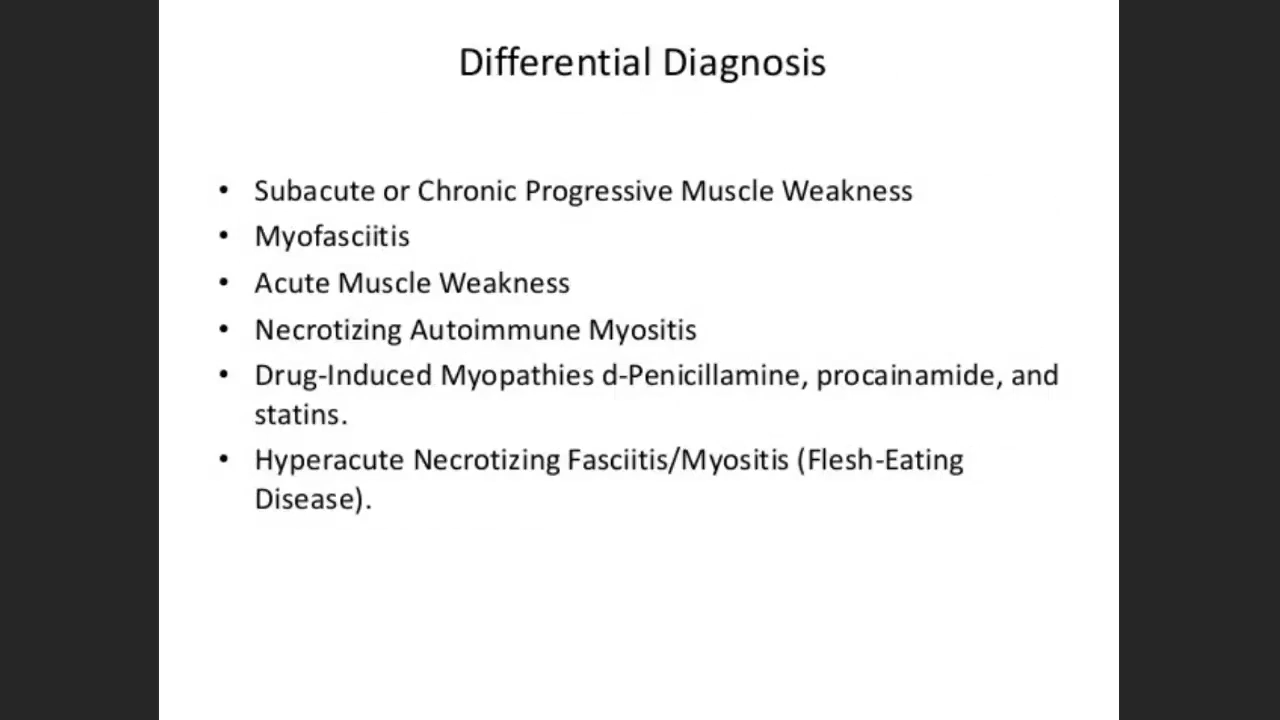 Differential Diagnosis
• Subacute or Chronic Progressive Muscle Weakness
• Myofasciitis
• Acute Muscle Weakness
• Necrotizing Autoimmune Myositis
• Drug-Induced Myopathies d-Penicillamine, procainamide, and
statins.
• Hyperacute Necrotizing Fasciitis/Myositis (Flesh-Eating
Disease).